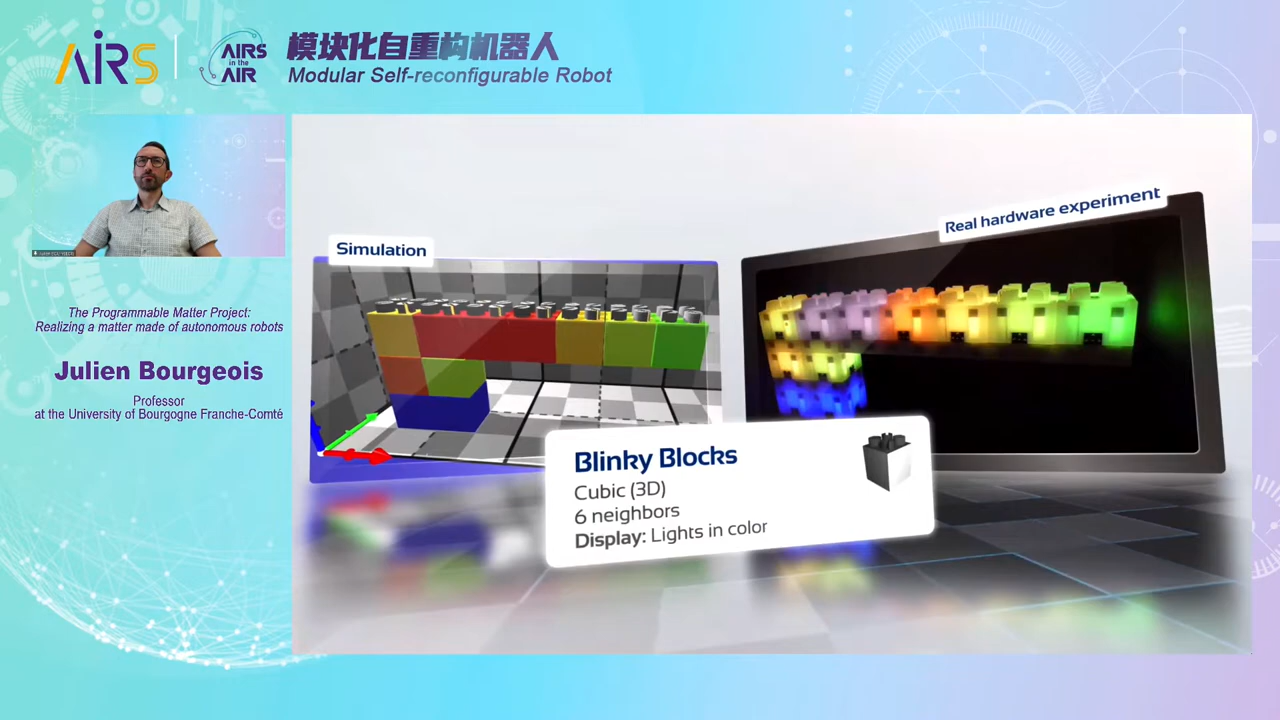 AIRS
AIRS
in the
AIR
模块化自重构机器人
Modular Self-reconfigurable Robot
The Programmable Matter Project:
Realizing a matter made of autonomous robots
Julien Bourgeois
Professor
at the University of Bourgogne Franche-Comté
Simulation
Real hardware experiment
Blinky Blocks
Cubic (3D)
6 neighbors
Display: Lights in color